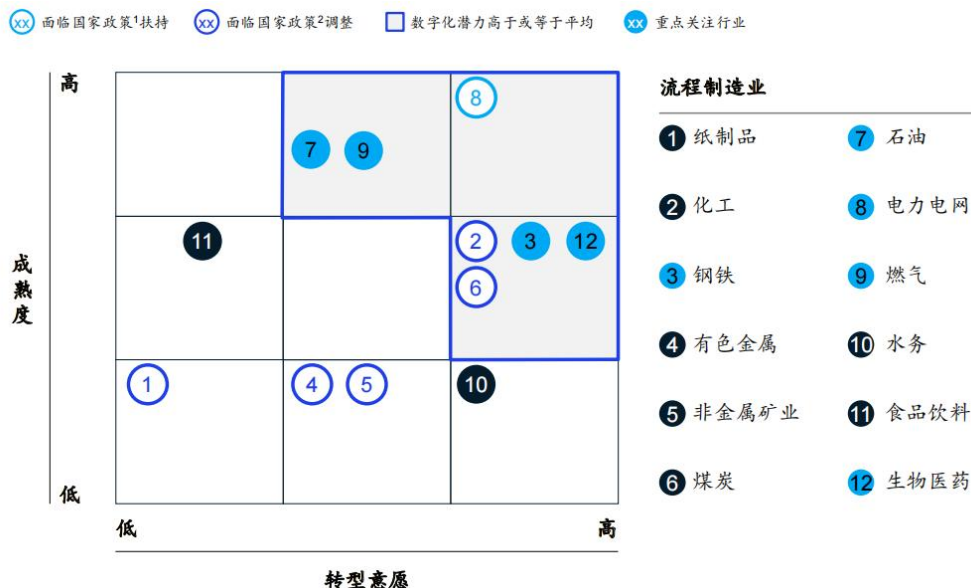 xx 面临国家政策1扶持 xx 面临国家政策2调整 数字化潜力高于或等于平均 xx 重点关注行业
高
8
7 9
11
2 3 12
6
1 4 5 10
成熟度
低
低 高
转型意愿
流程制造业
1 纸制品 7 石油
2 化工 8 电力电网
3 钢铁 9 燃气
4 有色金属 10 水务
5 非金属矿业 11 食品饮料
6 煤炭 12 生物医药